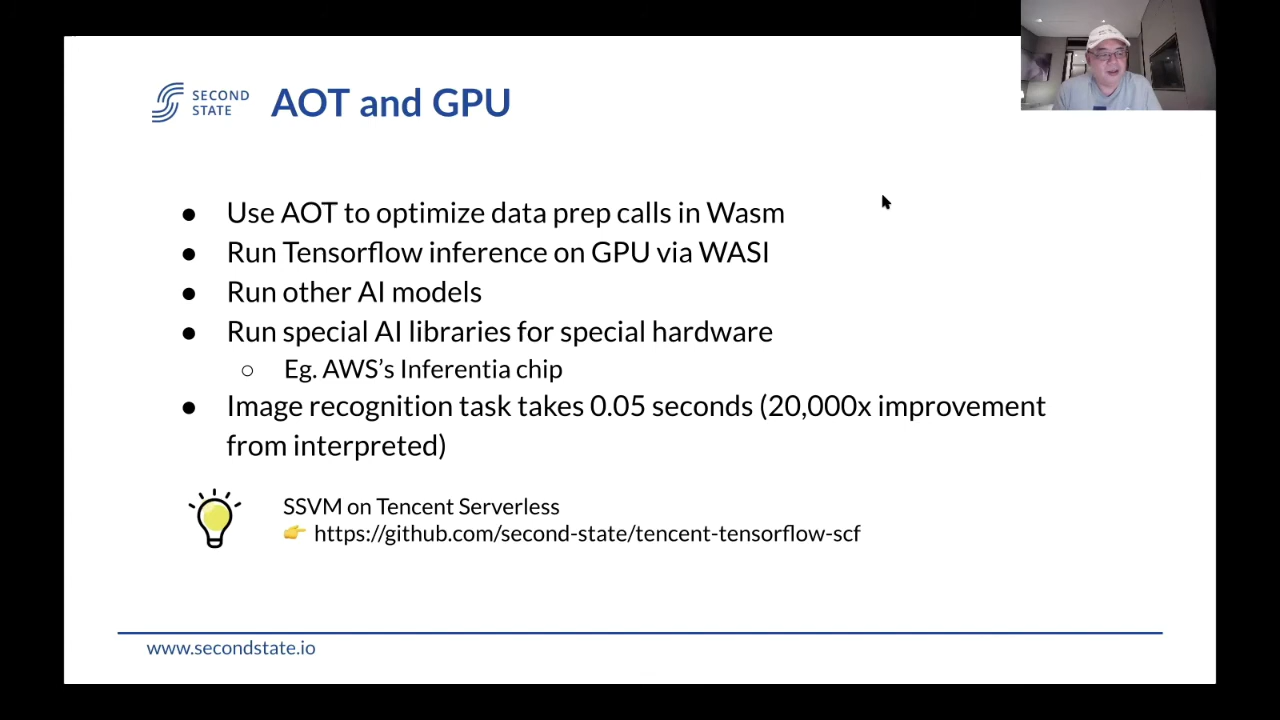 SECOND
STATE
AOT and GPU
● Use AOT to optimize data prep calls in Wasm
● Run Tensorflow inference on GPU via WASI
● Run other AI models
● Run special AI libraries for special hardware
○ Eg. AWS’s Inferentia chip
● Image recognition task takes 0.05 seconds (20,000x improvement
from interpreted)
SSVM on Tencent Serverless
👉 https://github.com/second-state/tencent-tensorflow-scf
www.secondstate.io